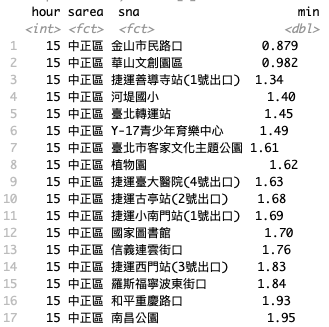 hour sarea sna min
<int> <fct> <fct> <dbl>
1 15 中正區 金山市民路口 0.879
2 15 中正區 華山文創園區 0.982
3 15 中正區 捷運善導寺站(1號出口) 1.34
4 15 中正區 河堤國小 1.40
5 15 中正區 臺北轉運站 1.45
6 15 中正區 Y-17青少年育樂中心 1.49
7 15 中正區 臺北市客家文化主題公園 1.61
8 15 中正區 植物園 1.62
9 15 中正區 捷運臺大醫院(4號出口) 1.63
10 15 中正區 捷運古亭站(2號出口) 1.68
11 15 中正區 捷運小南門站(1號出口) 1.69
12 15 中正區 國家圖書館 1.70
13 15 中正區 信義連雲街口 1.76
14 15 中正區 捷運西門站(3號出口) 1.83
15 15 中正區 羅斯福寧波東街口 1.84
16 15 中正區 和平重慶路口 1.93
17 15 中正區 南昌公園 1.95